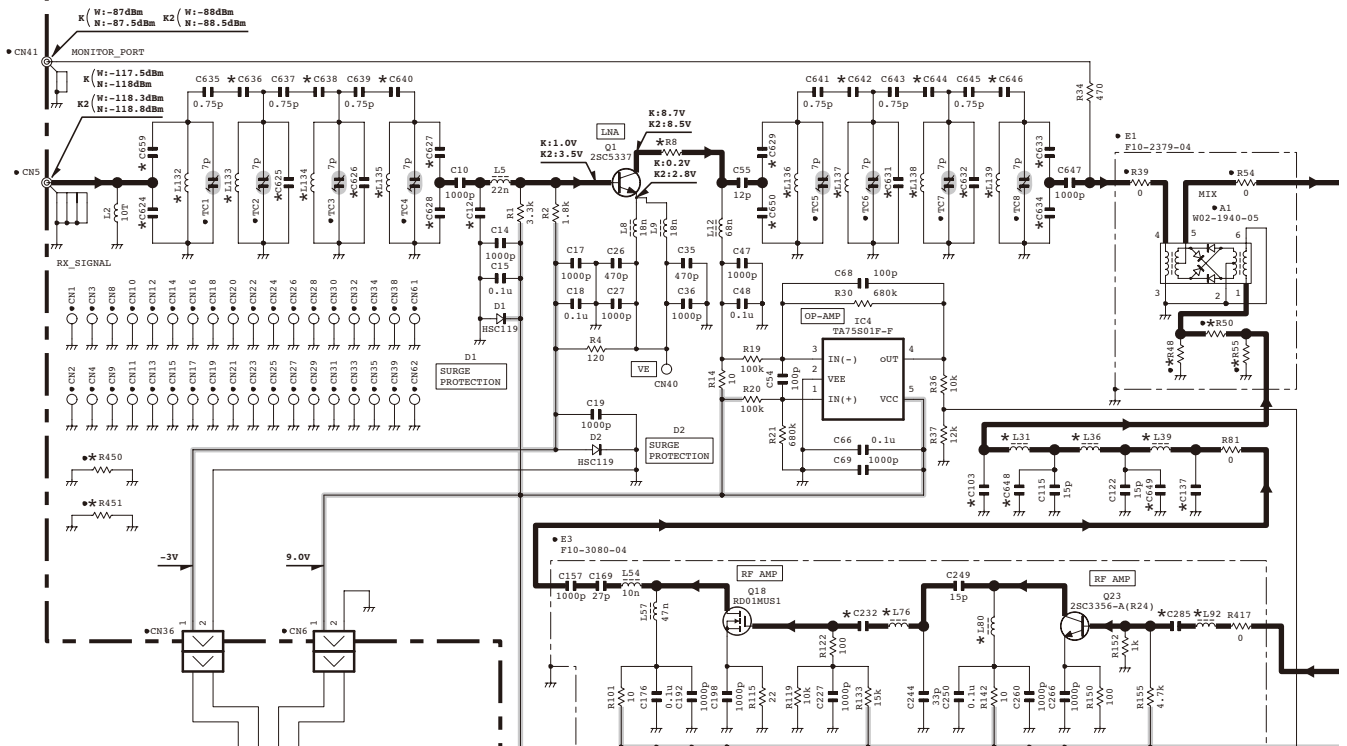 K ( W:-87dBm N:-87.5dBm K2 ( W:-88dBm N:-88.5dBm
CN41 MONITOR_PORT
K ( W:-117.5dBm N:-118dBm
K2 ( W:-118.3dBm N:-118.8dBm
CN5
RX_SIGNAL
C635 *C636 C637 *C638 C639 *C640
0.75p 0.75p 0.75p
*C659 *C624 L2 10T
*L132 TC1 7p *L133 TC2 7p *C625 *L134 TC3 7p *C626 *L135 TC4 7p *C627 *C628
C10 1000p
L5 22n
*C12
R1 3.3k
R2 1.8k
C14 1000p
C15 0.1u
D1 HSC119
D1 SURGE PROTECTION
K:1.0V K2:3.5V
LNA
Q1 2SC5337
K:8.7V K2:8.5V
*R8
K:0.2V K2:2.8V
L8 18n L9 18n L12 68n
C17 1000p C26 470p C35 470p C47 1000p
C18 0.1u C27 1000p C36 1000p C48 0.1u
R4 120
VE
CN40
C19 1000p
D2 HSC119
D2 SURGE PROTECTION
C55 12p
*C629 *C650
C641 *C642 C643 *C644 C645 *C646
0.75p 0.75p 0.75p
*L136 TC5 7p *L137 TC6 7p *C631 *L138 TC7 7p *C632 *L139 TC8 7p *C633 *C634
C647 1000p
R34 470
E1 F10-2379-04
R39 0
R54 0
MIX
A1 W02-1940-05
4 5 6
3 2 1
*R48 *R50 *R55
C68 100p
R30 680k
OP-AMP
IC4 TA75S01F-F
3 IN(-) OUT 4
2 VEE
1 IN(+) VCC 5
R19 100k
R14 10
C54 100p
R20 100k
R21 680k
C66 0.1u
C69 1000p
R36 10k
R37 12k
*L31 *L36 *L39 R81 0
*C103 *C648 C115 15p C122 15p *C649 *C137
CN1 CN3 CN8 CN10 CN12 CN14 CN16 CN18 CN20 CN22 CN24 CN26 CN28 CN30 CN32 CN34 CN38 CN61
CN2 CN4 CN9 CN11 CN13 CN15 CN17 CN19 CN21 CN23 CN25 CN27 CN29 CN31 CN33 CN35 CN39 CN62
*R450
*R451
-3V 9.0V
CN36 1 2 CN6 1 2
E3 F10-3080-04
C157 1000p C169 27p L54 10n
L57 47n
RF AMP
Q18 RD01MUS1
*C232 *L76
R122 100
C249 15p
*L80
RF AMP
Q23 2SC3356-A(R24)
*C285 *L92 R417 0
R152 1k
R101 10 C176 0.1u C192 1000p C198 1000p R115 22 R119 10k C227 1000p R133 15k C244 33p C250 0.1u R142 10 C260 1000p C266 1000p R150 100 R155 4.7k